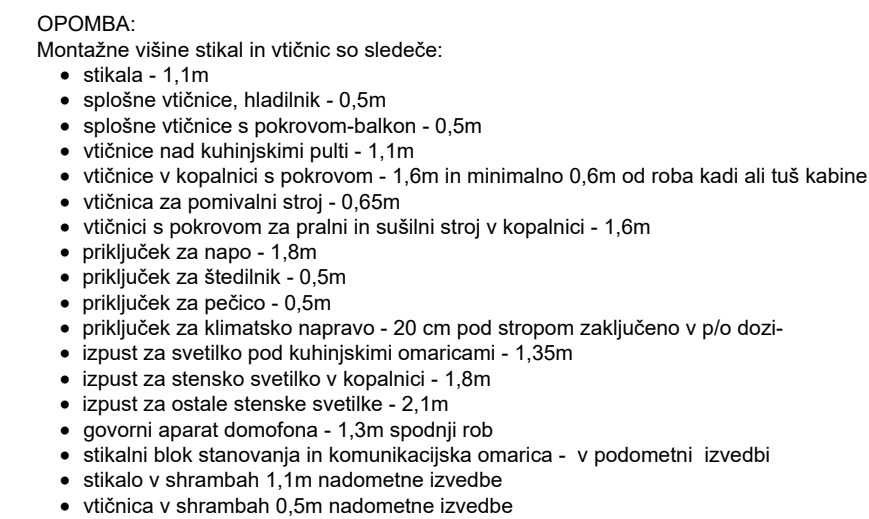 OPOMBA:
Montažne višine stikal in vtičnic so sledeče:
• stikala - 1,1m
• splošne vtičnice, hladilnik - 0,5m
• splošne vtičnice s pokrovom-balkon - 0,5m
• vtičnice nad kuhinjskimi pulti - 1,1m
• vtičnice v kopalnici s pokrovom - 1,6m in minimalno 0,6m od roba kadi ali tuš kabine
• vtičnica za pomivalni stroj - 0,65m
• vtičnici s pokrovom za pralni in sušilni stroj v kopalnici - 1,6m
• priključek za napo - 1,8m
• priključek za štedilnik - 0,5m
• priključek za pečico - 0,5m
• priključek za klimatsko napravo - 20 cm pod stropom zaključeno v p/o dozi-
• izpust za svetilko pod kuhinjskimi omaricami - 1,35m
• izpust za stensko svetilko v kopalnici - 1,8m
• izpust za ostale stenske svetilke - 2,1m
• govorni aparat domofona - 1,3m spodnji rob
• stikalni blok stanovanja in komunikacijska omarica -  v podometni  izvedbi
• stikalo v shrambah 1,1m nadometne izvedbe
• vtičnica v shrambah 0,5m nadometne izvedbe